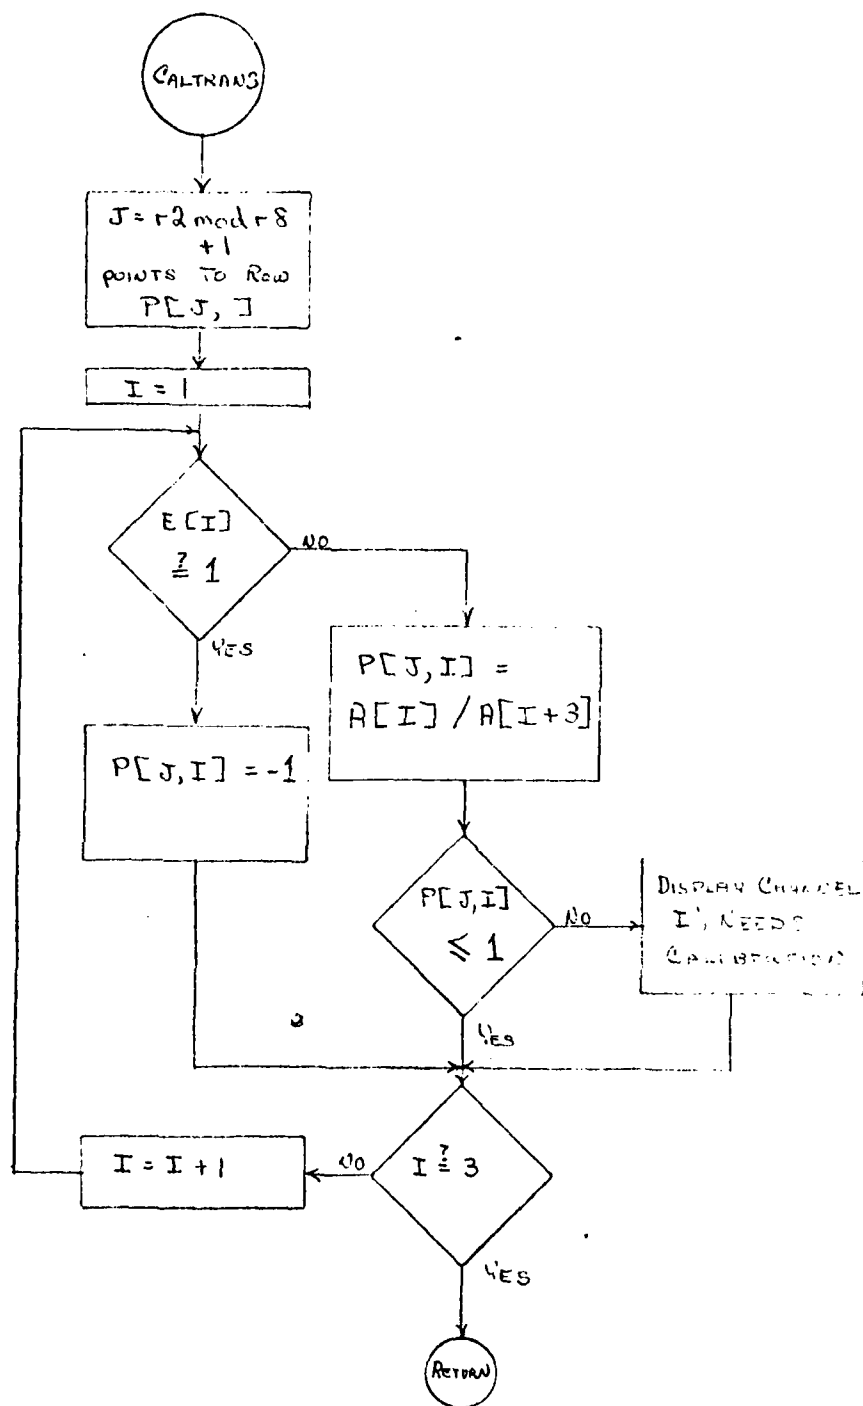 CALTRANS
J = r2 mod r8
+1
POINTS TO ROW
P[J, ]
I = 1
E[I]
≟ 1
NO
YES
P[J,I] =
A[I] / A[I+3]
P[J,I] = -1
P[J,I]
≤ 1
NO
DISPLAY CHANNEL
I', NEEDS
CALIBRATION
YES
I ≟ 3
NO
I = I + 1
YES
RETURN